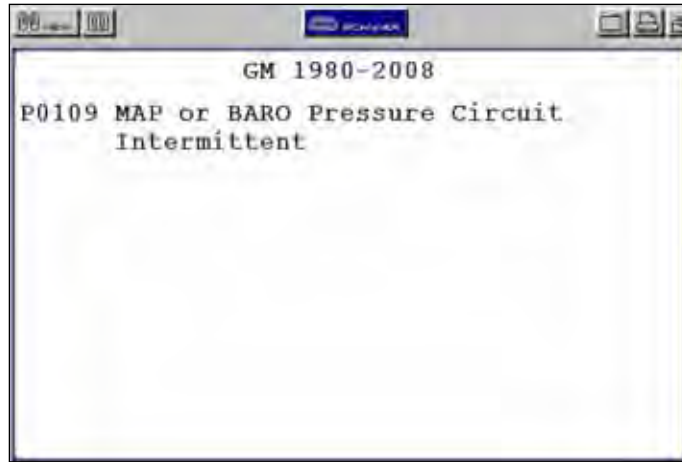 GM 1980-2008
P0109 MAP or BARO Pressure Circuit
Intermittent